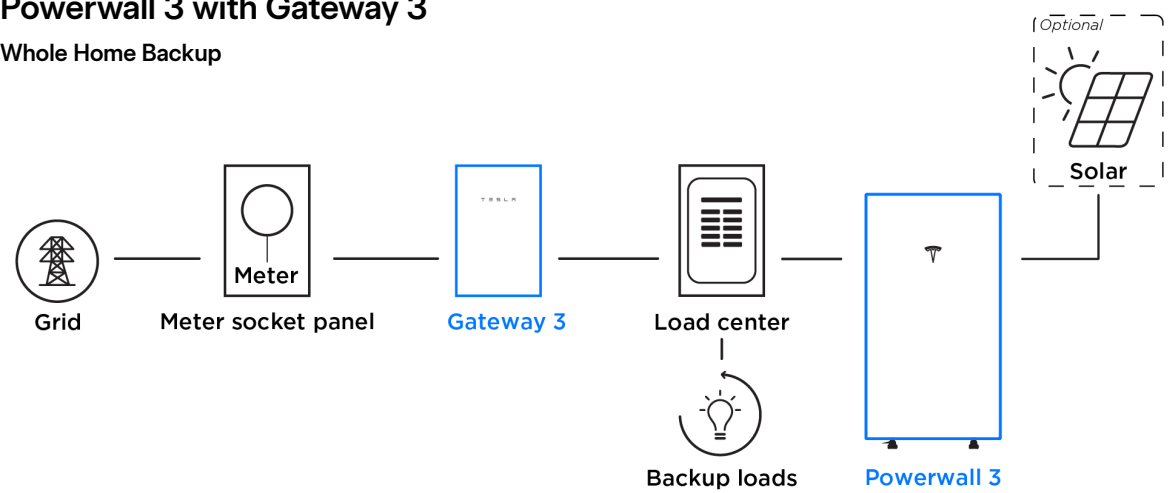 Powerwall 3 with Gateway 3
Whole Home Backup
Optional
Solar
TESLA
Meter
Grid
Meter socket panel
Gateway 3
Load center
Backup loads
Powerwall 3